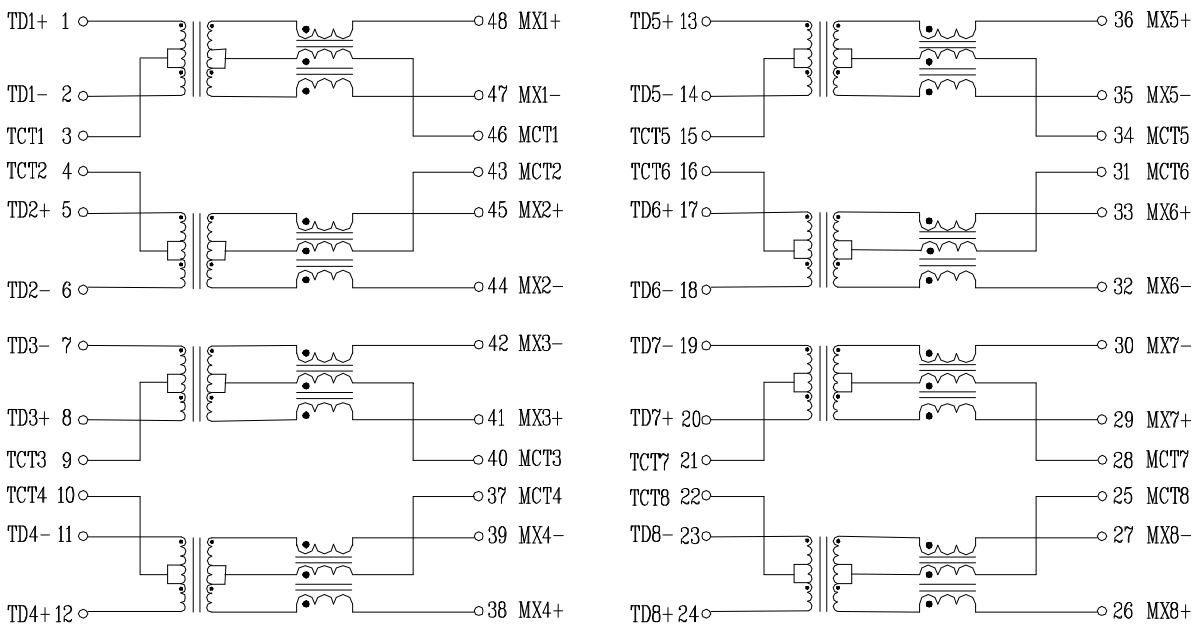 TD1+ 1 48 MX1+
TD1- 2 47 MX1-
TCT1 3 46 MCT1
TCT2 4 43 MCT2
TD2+ 5 45 MX2+
TD2- 6 44 MX2-
TD3- 7 42 MX3-
TD3+ 8 41 MX3+
TCT3 9 40 MCT3
TCT4 10 37 MCT4
TD4- 11 39 MX4-
TD4+ 12 38 MX4+
TD5+ 13 36 MX5+
TD5- 14 35 MX5-
TCT5 15 34 MCT5
TCT6 16 31 MCT6
TD6+ 17 33 MX6+
TD6- 18 32 MX6-
TD7- 19 30 MX7-
TD7+ 20 29 MX7+
TCT7 21 28 MCT7
TCT8 22 25 MCT8
TD8- 23 27 MX8-
TD8+ 24 26 MX8+